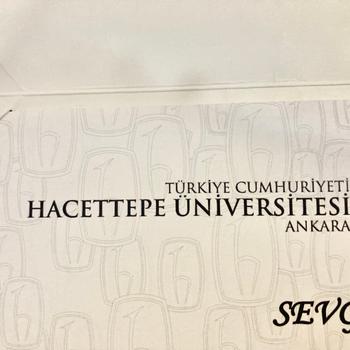 TÜRKİYE CUMHURİYETİ
HACETTEPE ÜNİVERSİTESİ
ANKARA
SEVG